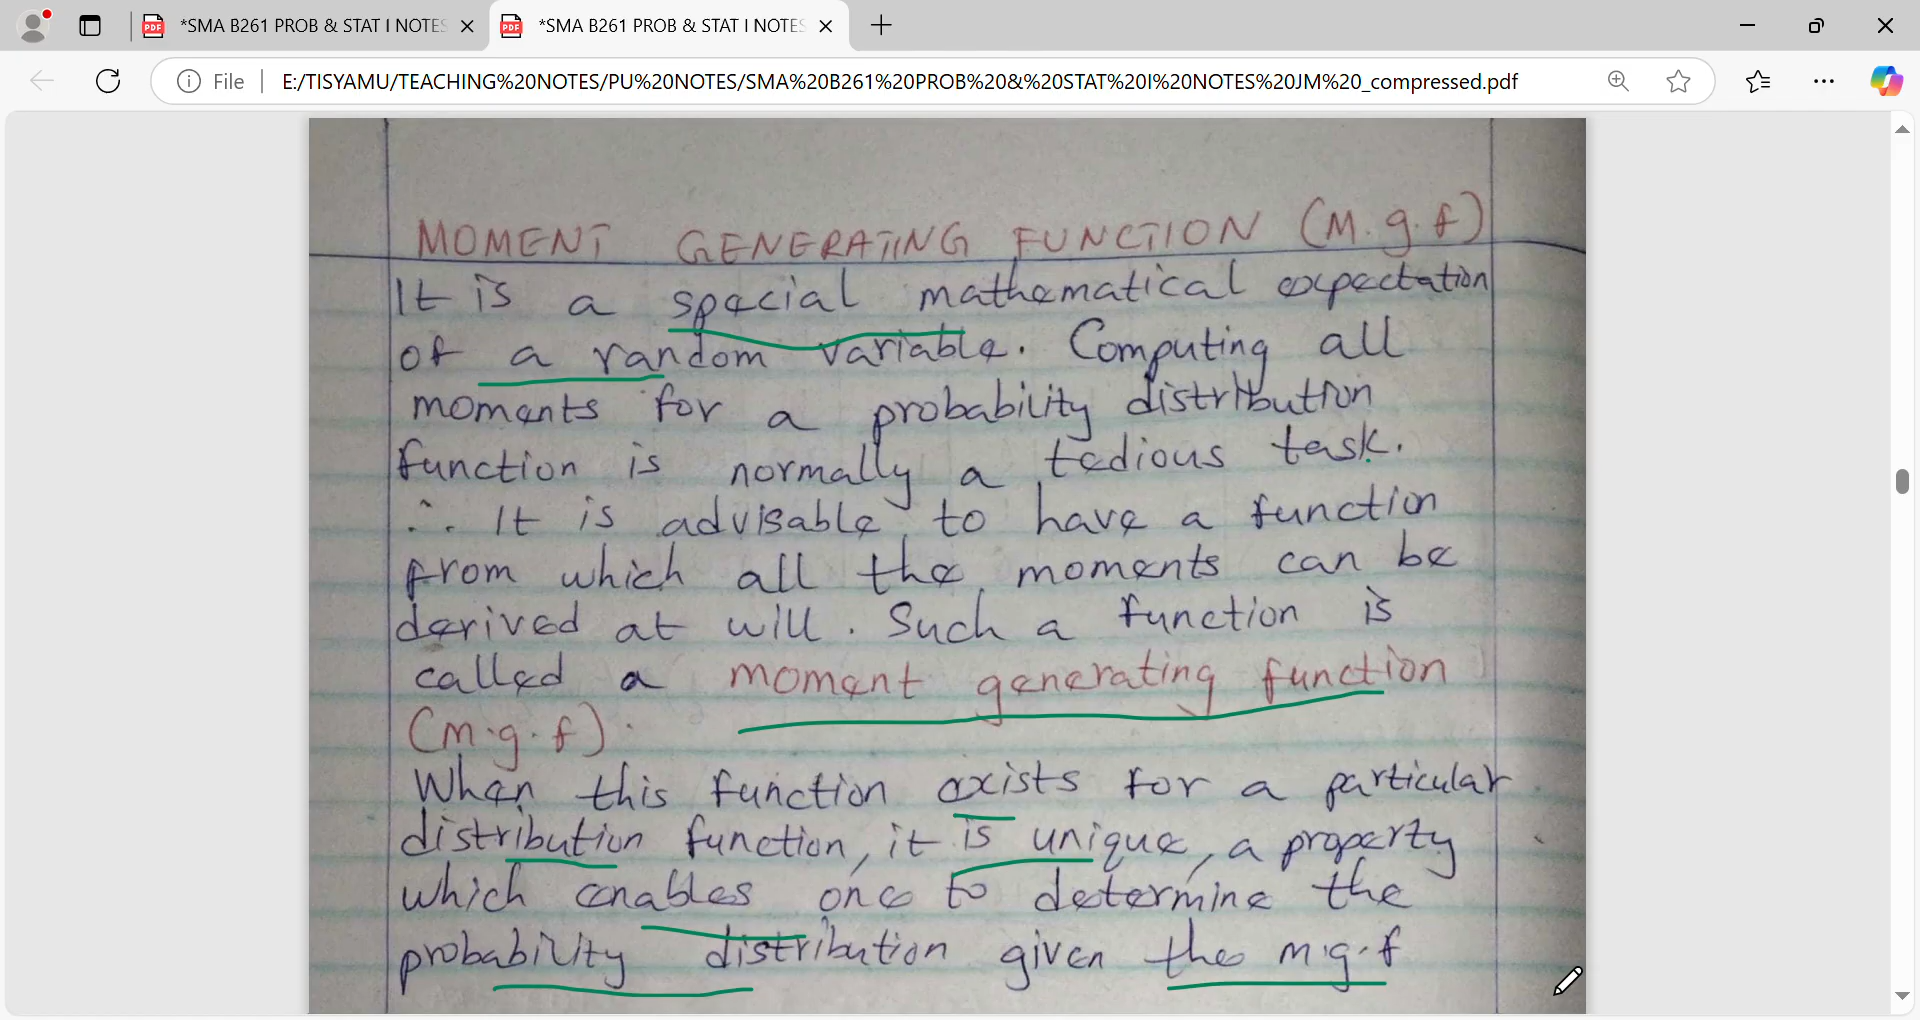 *SMA B261 PROB & STAT I NOTES
*SMA B261 PROB & STAT I NOTES
File
E:/TISYAMU/TEACHING%20NOTES/PU%20NOTES/SMA%20B261%20PROB%20&%20STAT%20I%20NOTES%20JM%20_compressed.pdf
MOMENT GENERATING FUNCTION (M.g.f)
It is a special mathematical expectation
of a random variable. Computing all
moments for a probability distribution
function is normally a tedious task.
∴ It is advisable to have a function
from which all the moments can be
derived at will. Such a function is
called a moment generating function
(m.g.f).
When this function exists for a particular
distribution function, it is unique, a property
which enables one to determine the
probability distribution given the m.g.f